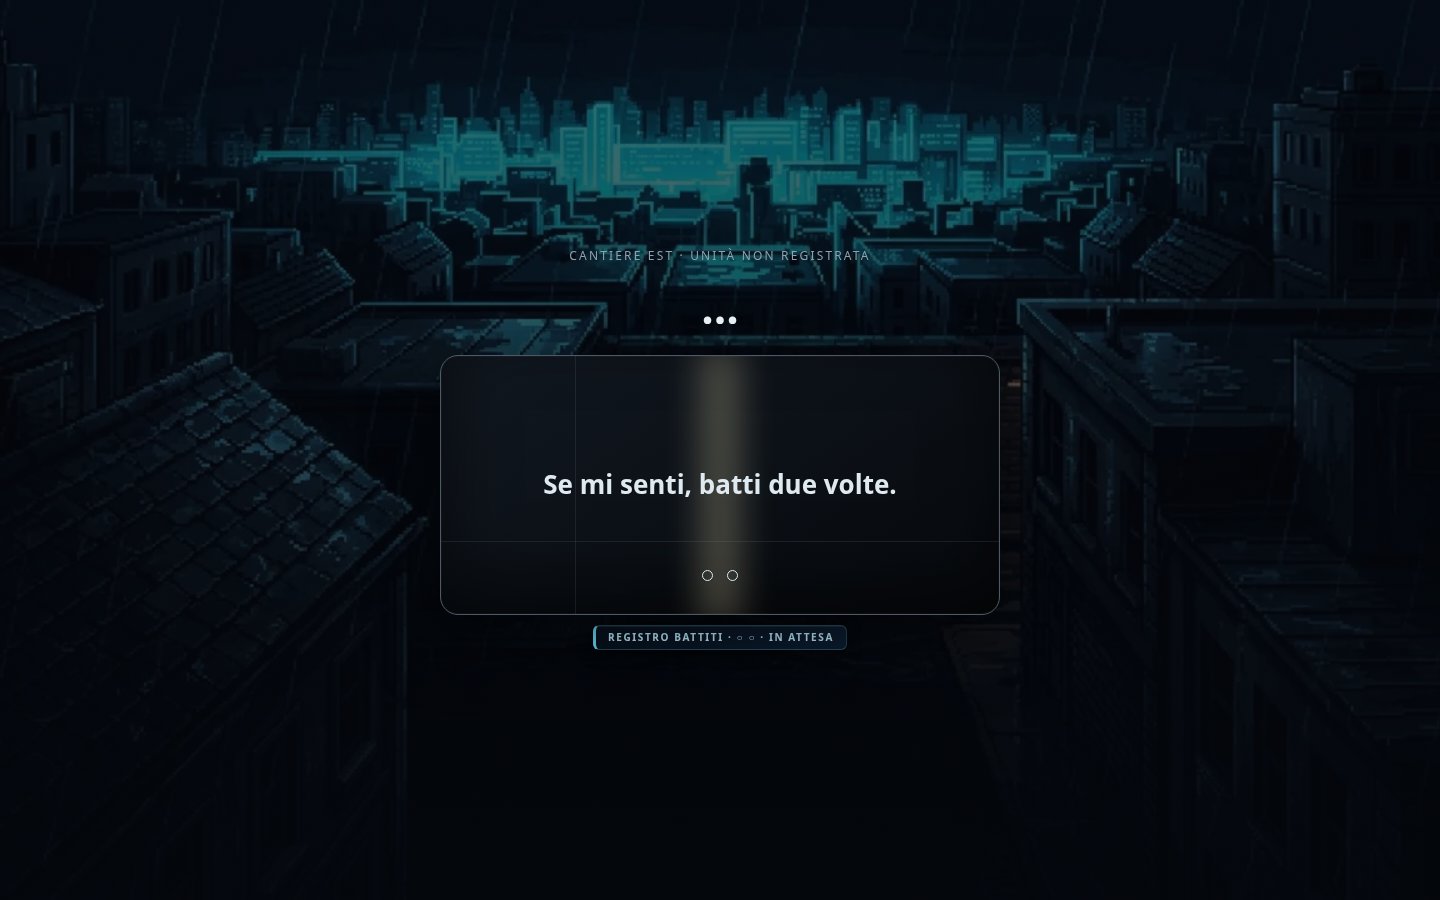 CANTIERE EST · UNITÀ NON REGISTRATA
Se mi senti, batti due volte.
REGISTRO BATTITI · ○ ○ · IN ATTESA